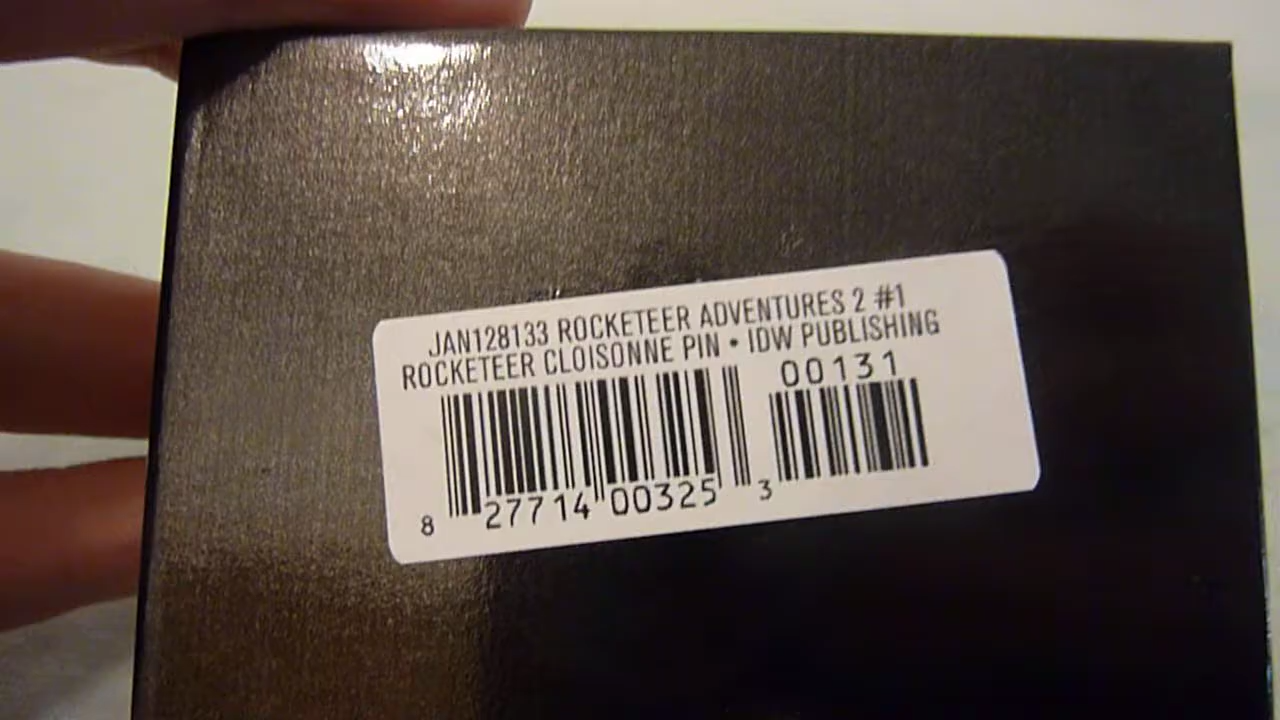 JAN128133 ROCKETEER ADVENTURES 2 #1
ROCKETEER CLOISONNE PIN • IDW PUBLISHING
00131
8 27714 00325 3